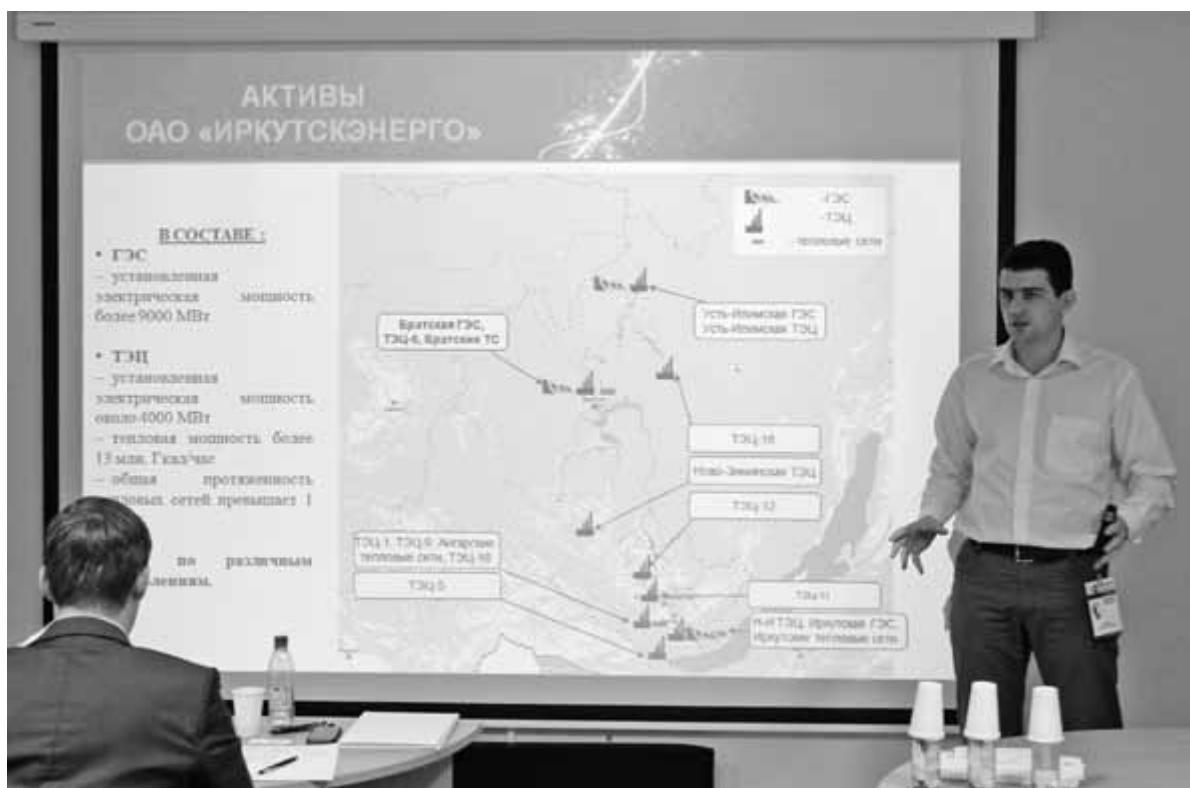 АКТИВЫ
ОАО «ИРКУТСКЭНЕРГО»
В СОСТАВЕ :
• ГЭС
– установленная
электрическая мощность
более 9000 МВт
• ТЭЦ
– установленная
электрическая мощность
около 4000 МВт
– тепловая мощность более
13 млн. Гкал/час
– общая протяженность
сетей превышает 1
по различным
-ГЭС
-ТЭЦ
- тепловые сети
Усть-Илимская ГЭС
Усть-Илимская ТЭЦ
Братская ГЭС,
ТЭЦ-6, Братские ТС
ТЭЦ-16
Ново-Зиминская ТЭЦ
ТЭЦ-12
ТЭЦ-1, ТЭЦ-9, Ангарские
тепловые сети, ТЭЦ-10
ТЭЦ-5
ТЭЦ-11
Н-И ТЭЦ, Иркутская ГЭС,
Иркутские тепловые сети